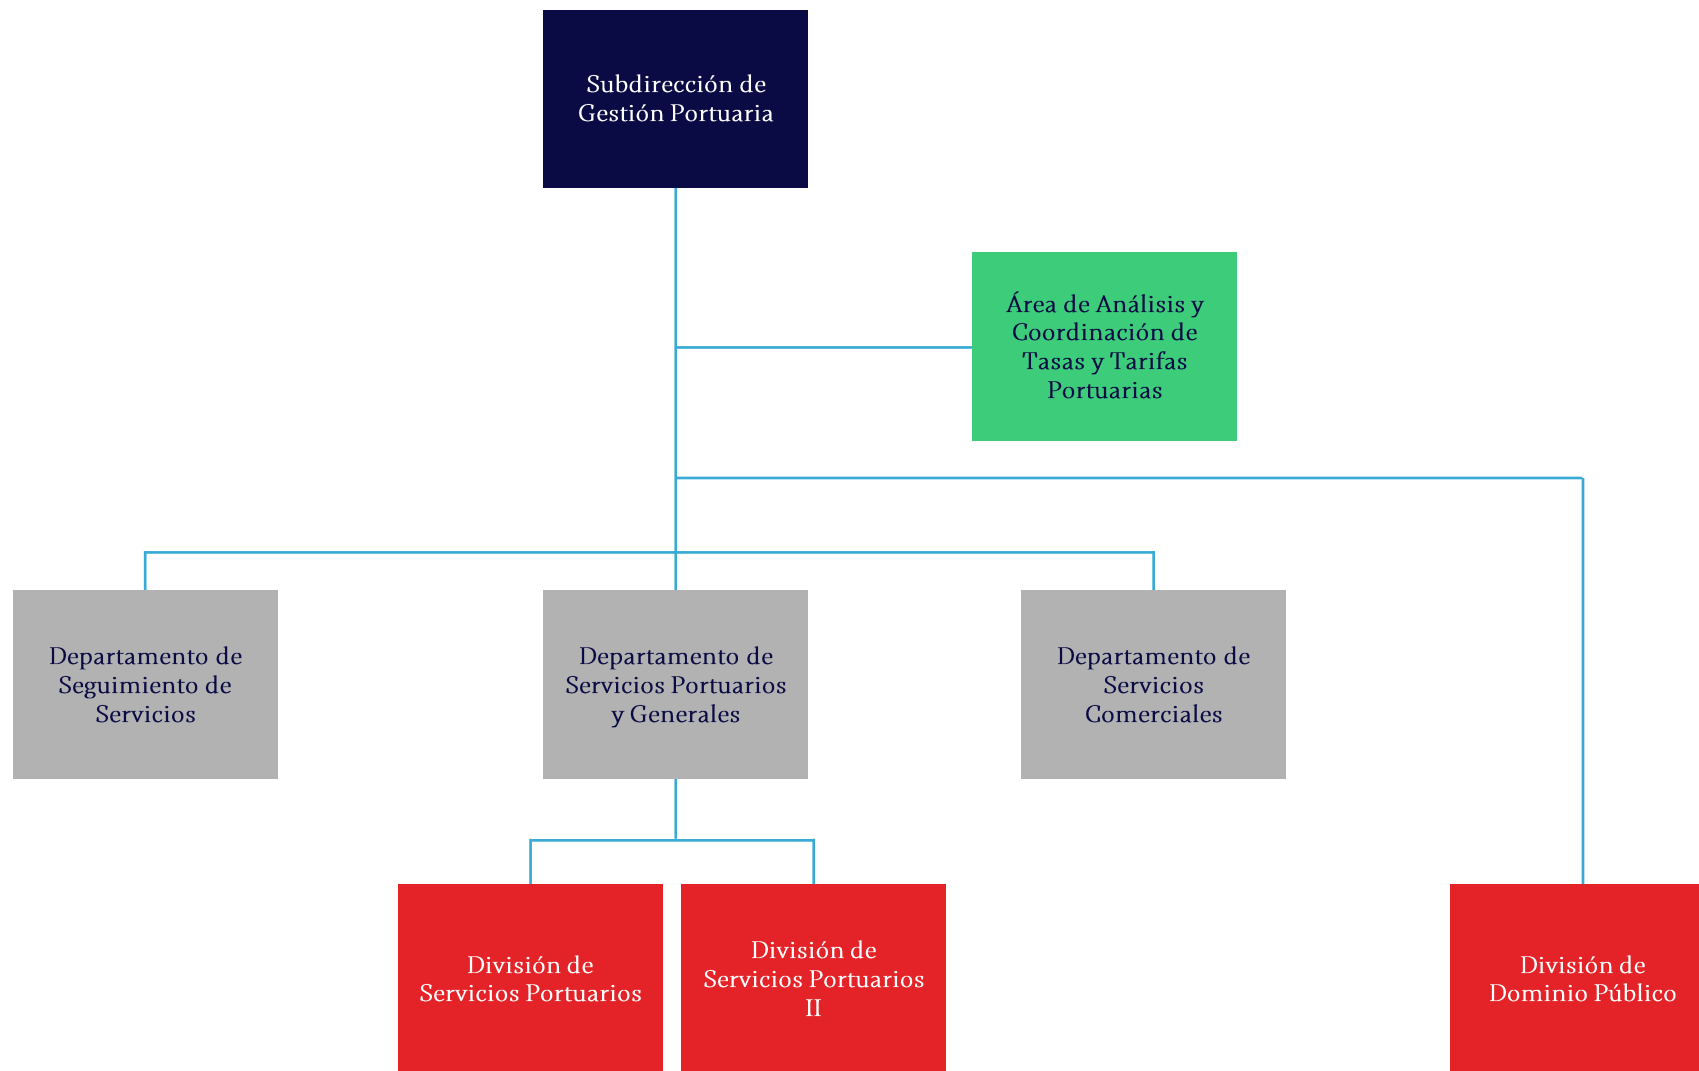 Subdirección de
Gestión Portuaria
Área de Análisis y
Coordinación de
Tasas y Tarifas
Portuarias
Departamento de
Seguimiento de
Servicios
Departamento de
Servicios Portuarios
y Generales
Departamento de
Servicios
Comerciales
División de
Servicios Portuarios
División de
Servicios Portuarios
II
División de
Dominio Público